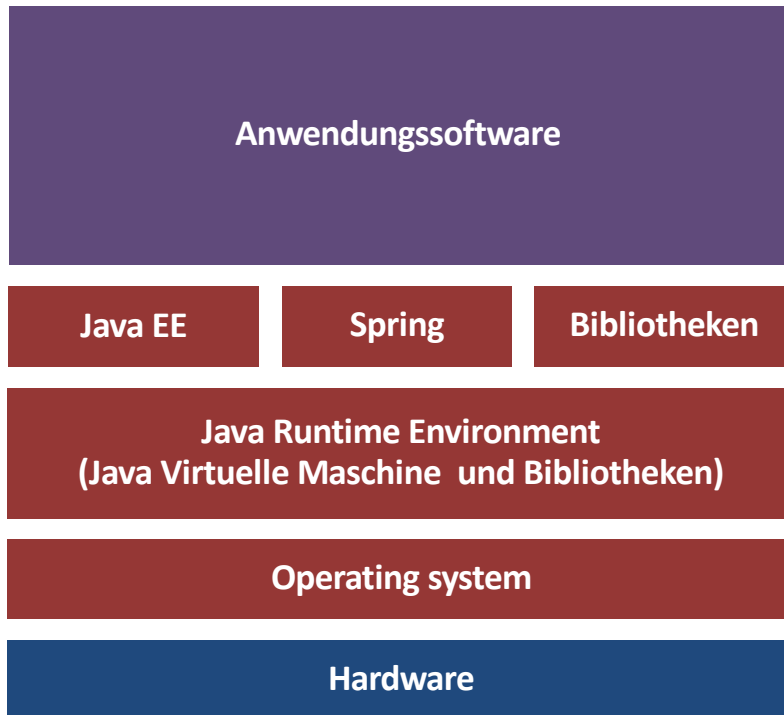 Anwendungssoftware
Java EE
Spring
Bibliotheken
Java Runtime Environment
(Java Virtuelle Maschine  und Bibliotheken)
Operating system
Hardware